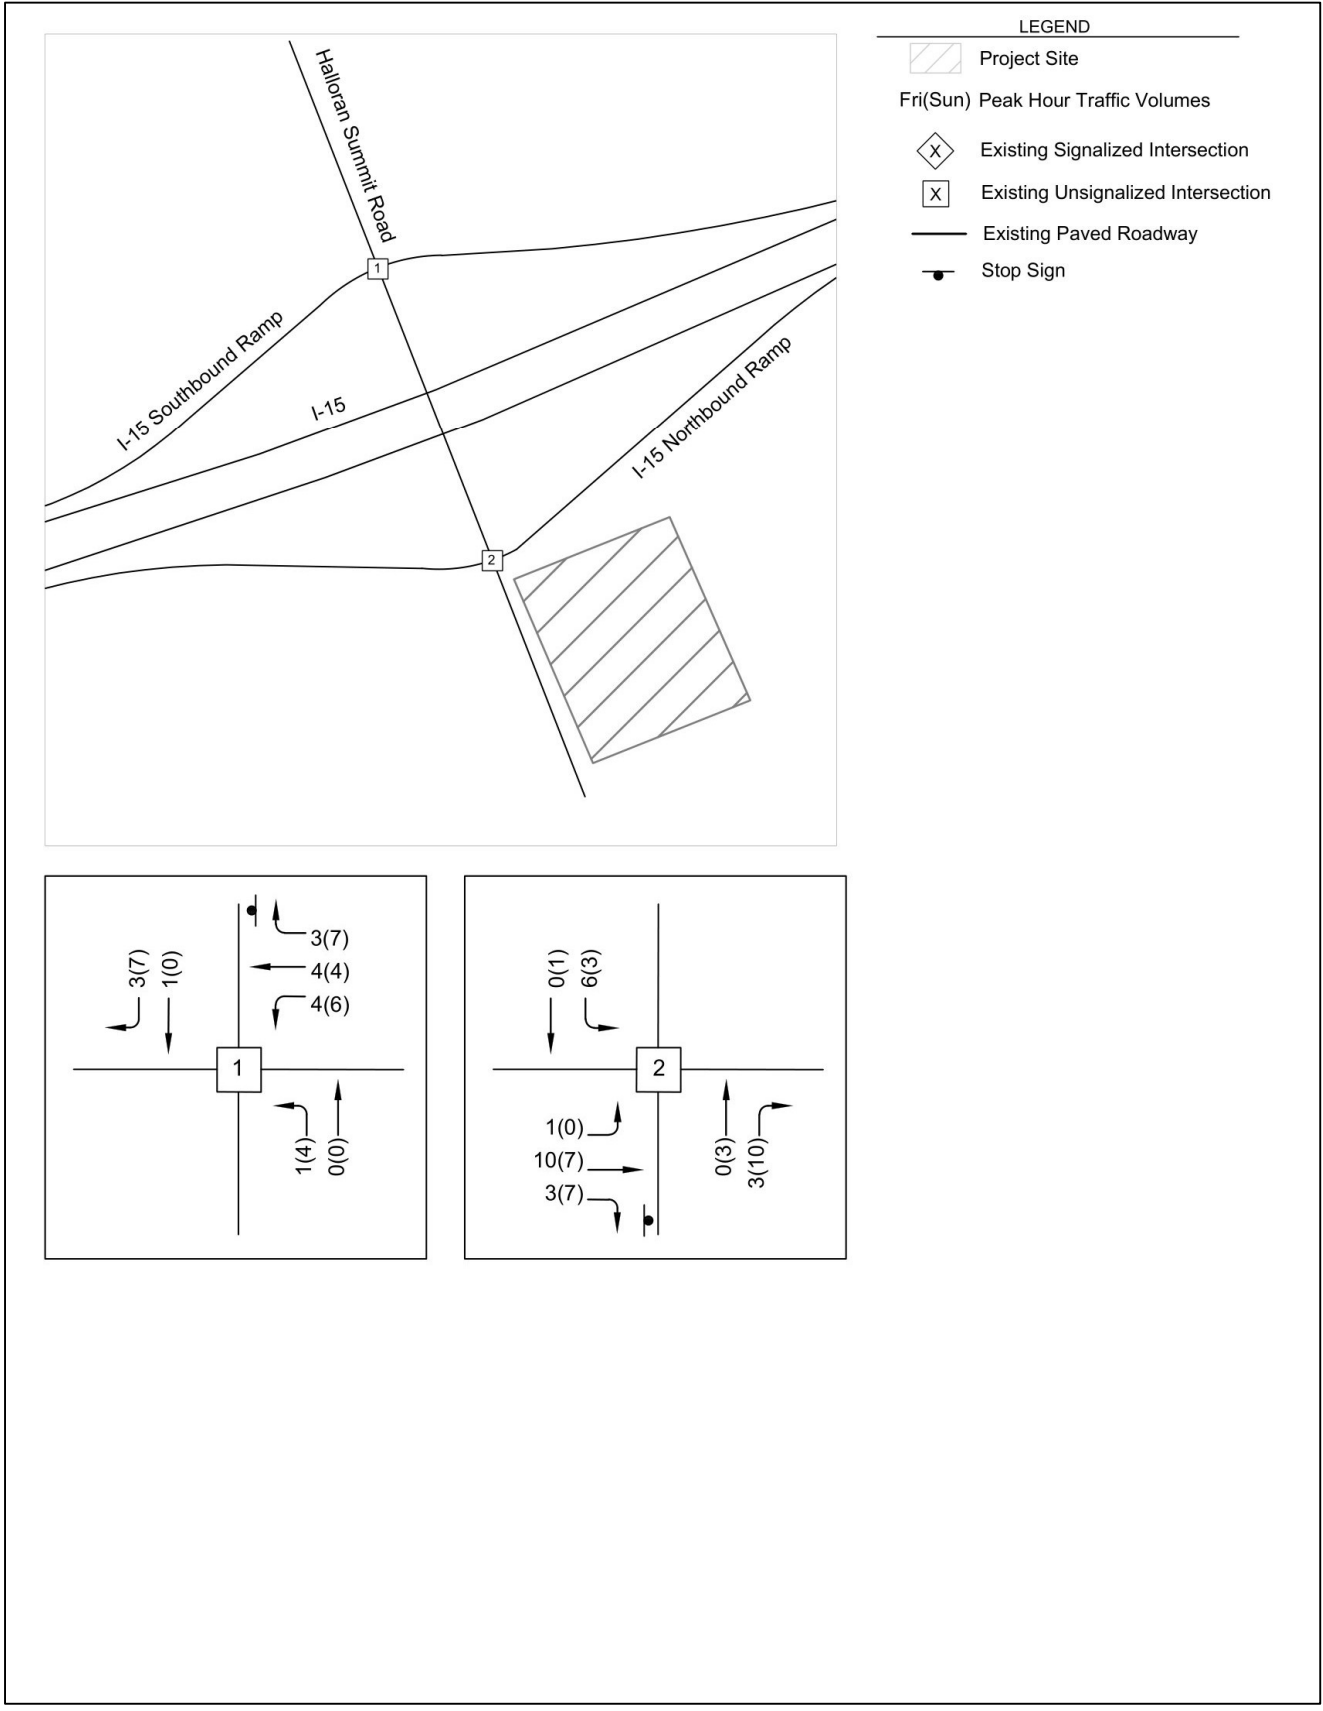 LEGEND
Project Site
Fri(Sun) Peak Hour Traffic Volumes
X Existing Signalized Intersection
X Existing Unsignalized Intersection
Existing Paved Roadway
Stop Sign
Halloran Summit Road
1
I-15 Southbound Ramp
I-15
I-15 Northbound Ramp
2
3(7)
1(0)
3(7)
4(4)
4(6)
1
1(4)
0(0)
0(1)
6(3)
2
1(0)
10(7)
3(7)
0(3)
3(10)